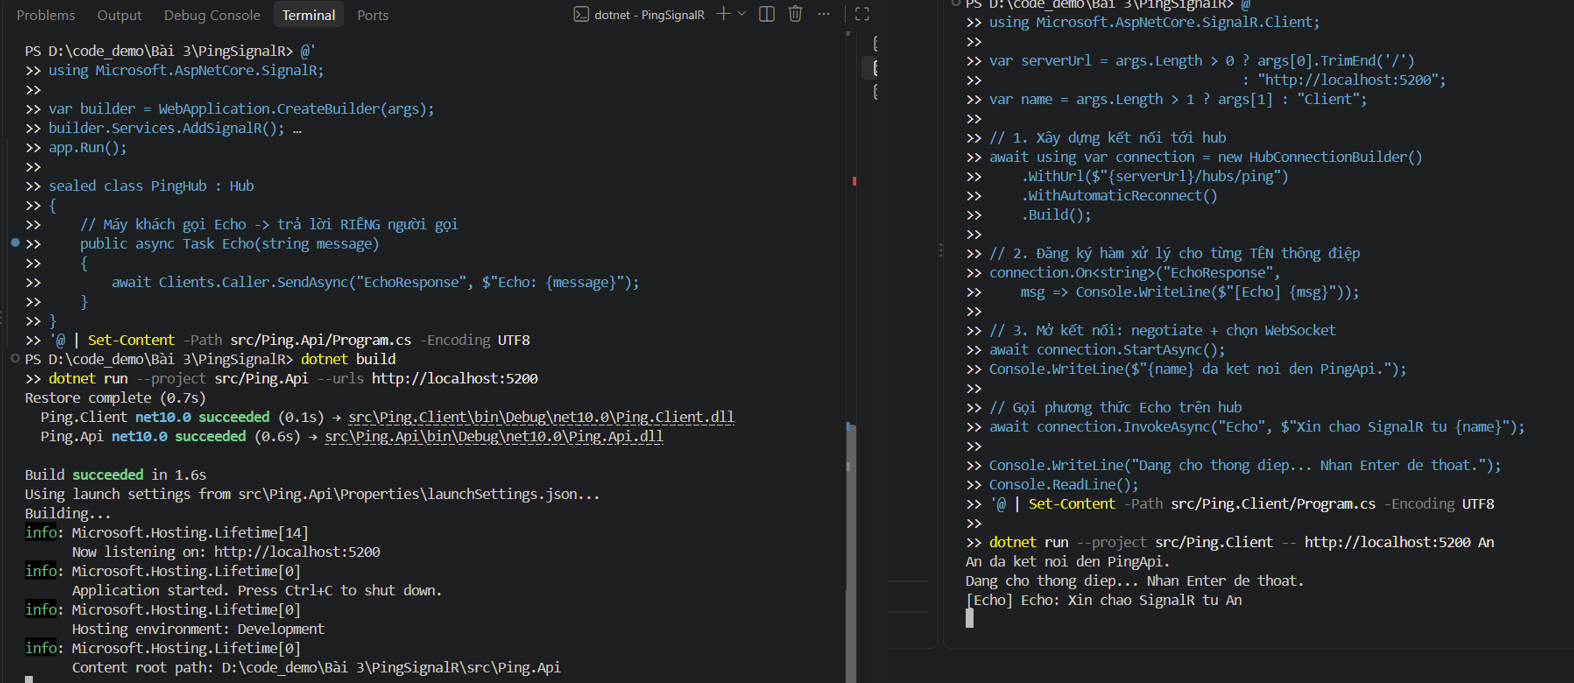 Problems Output Debug Console Terminal Ports dotnet - PingSignalR
PS D:\code_demo\Bài 3\PingSignalR> @'
>> using Microsoft.AspNetCore.SignalR;
>>
>> var builder = WebApplication.CreateBuilder(args);
>> builder.Services.AddSignalR(); …
>> app.Run();
>>
>> sealed class PingHub : Hub
>> {
>>     // Máy khách gọi Echo -> trả lời RIÊNG người gọi
>>     public async Task Echo(string message)
>>     {
>>         await Clients.Caller.SendAsync("EchoResponse", $"Echo: {message}");
>>     }
>> }
>> '@ | Set-Content -Path src/Ping.Api/Program.cs -Encoding UTF8
PS D:\code_demo\Bài 3\PingSignalR> dotnet build
>> dotnet run --project src/Ping.Api --urls http://localhost:5200
Restore complete (0.7s)
  Ping.Client net10.0 succeeded (0.1s) → src\Ping.Client\bin\Debug\net10.0\Ping.Client.dll
  Ping.Api net10.0 succeeded (0.6s) → src\Ping.Api\bin\Debug\net10.0\Ping.Api.dll
Build succeeded in 1.6s
Using launch settings from src\Ping.Api\Properties\launchSettings.json...
Building...
info: Microsoft.Hosting.Lifetime[14]
      Now listening on: http://localhost:5200
info: Microsoft.Hosting.Lifetime[0]
      Application started. Press Ctrl+C to shut down.
info: Microsoft.Hosting.Lifetime[0]
      Hosting environment: Development
info: Microsoft.Hosting.Lifetime[0]
      Content root path: D:\code_demo\Bài 3\PingSignalR\src\Ping.Api
PS D:\code_demo\Bài 3\PingSignalR> @'
>> using Microsoft.AspNetCore.SignalR.Client;
>>
>> var serverUrl = args.Length > 0 ? args[0].TrimEnd('/')
>>                                 : "http://localhost:5200";
>> var name = args.Length > 1 ? args[1] : "Client";
>>
>> // 1. Xây dựng kết nối tới hub
>> await using var connection = new HubConnectionBuilder()
>>     .WithUrl($"{serverUrl}/hubs/ping")
>>     .WithAutomaticReconnect()
>>     .Build();
>>
>> // 2. Đăng ký hàm xử lý cho từng TÊN thông điệp
>> connection.On<string>("EchoResponse",
>>     msg => Console.WriteLine($"[Echo] {msg}"));
>>
>> // 3. Mở kết nối: negotiate + chọn WebSocket
>> await connection.StartAsync();
>> Console.WriteLine($"{name} da ket noi den PingApi.");
>>
>> // Gọi phương thức Echo trên hub
>> await connection.InvokeAsync("Echo", $"Xin chao SignalR tu {name}");
>>
>> Console.WriteLine("Dang cho thong diep... Nhan Enter de thoat.");
>> Console.ReadLine();
>> '@ | Set-Content -Path src/Ping.Client/Program.cs -Encoding UTF8
>>
>> dotnet run --project src/Ping.Client -- http://localhost:5200 An
An da ket noi den PingApi.
Dang cho thong diep... Nhan Enter de thoat.
[Echo] Echo: Xin chao SignalR tu An